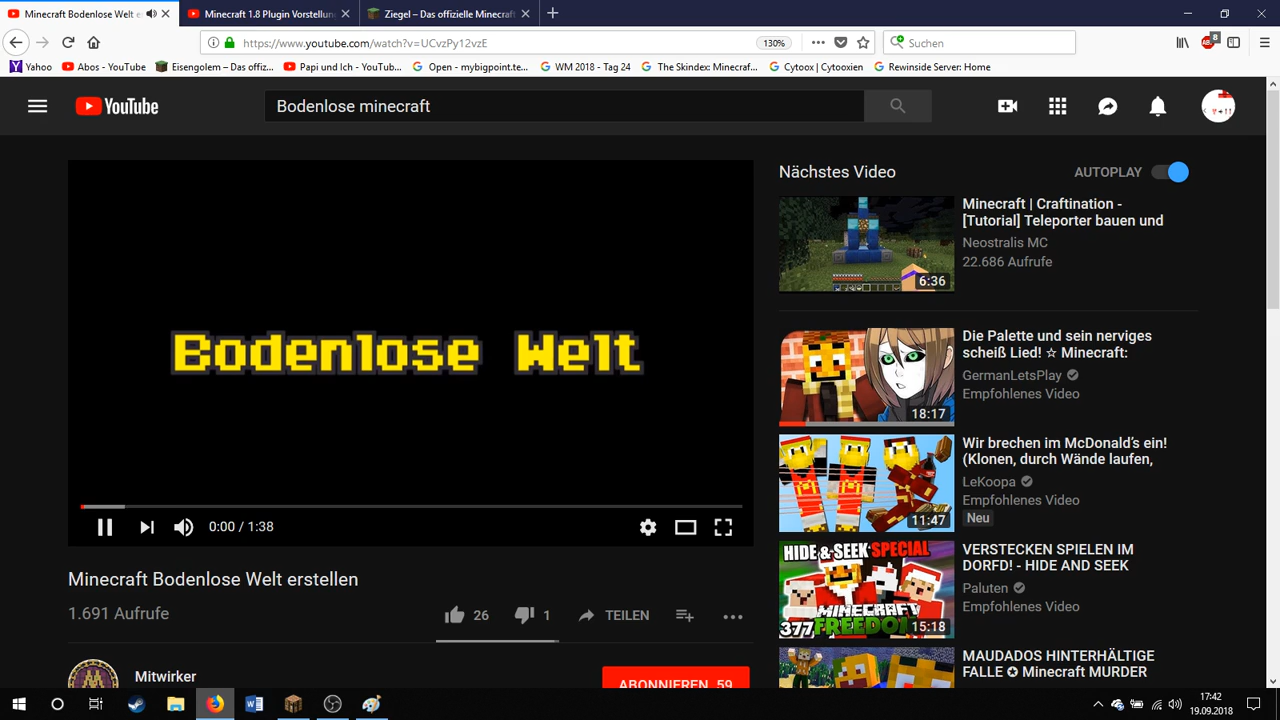 Minecraft Bodenlose Welt e
Minecraft 1.8 Plugin Vorstellung
Ziegel – Das offizielle Minecraft
https://www.youtube.com/watch?v=UCvzPy12vzE
130%
Suchen
8
Yahoo
Abos - YouTube
Eisengolem – Das offiz...
Papi und Ich - YouTub...
Open - mybigpoint.te...
WM 2018 - Tag 24
The Skindex: Minecraf...
Cytoox | Cytooxien
Rewinside Server: Home
YouTube
Bodenlose minecraft
Bodenlose Welt
0:00 / 1:38
Minecraft Bodenlose Welt erstellen
1.691 Aufrufe
26
1
TEILEN
Mitwirker
ABONNIEREN 59
Nächstes Video
AUTOPLAY
Minecraft | Craftination -
[Tutorial] Teleporter bauen und
Neostralis MC
22.686 Aufrufe
6:36
Die Palette und sein nerviges
scheiß Lied! ☆ Minecraft:
GermanLetsPlay
Empfohlenes Video
18:17
Wir brechen im McDonald's ein!
(Klonen, durch Wände laufen,
LeKoopa
Empfohlenes Video
Neu
11:47
HIDE & SEEK SPECIAL
MINECRAFT
377 FREEDOM
15:18
VERSTECKEN SPIELEN IM
DORFD! - HIDE AND SEEK
Paluten
Empfohlenes Video
MAUDADOS HINTERHÄLTIGE
FALLE ✪ Minecraft MURDER
17:42
19.09.2018